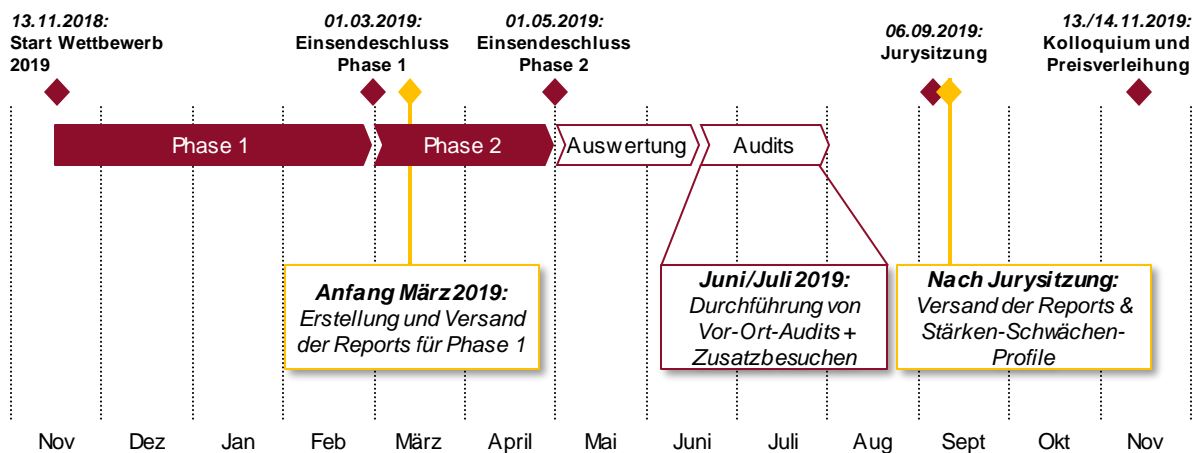 13.11.2018:
Start Wettbewerb
2019
01.03.2019:
Einsendeschluss
Phase 1
01.05.2019:
Einsendeschluss
Phase 2
06.09.2019:
Jurysitzung
13./14.11.2019:
Kolloquium und
Preisverleihung
Phase 1
Phase 2
Auswertung
Audits
Anfang März 2019:
Erstellung und Versand
der Reports für Phase 1
Juni/Juli 2019:
Durchführung von
Vor-Ort-Audits +
Zusatzbesuchen
Nach Jurysitzung:
Versand der Reports &
Stärken-Schwächen-
Profile
Nov Dez Jan Feb März April Mai Juni Juli Aug Sept Okt Nov